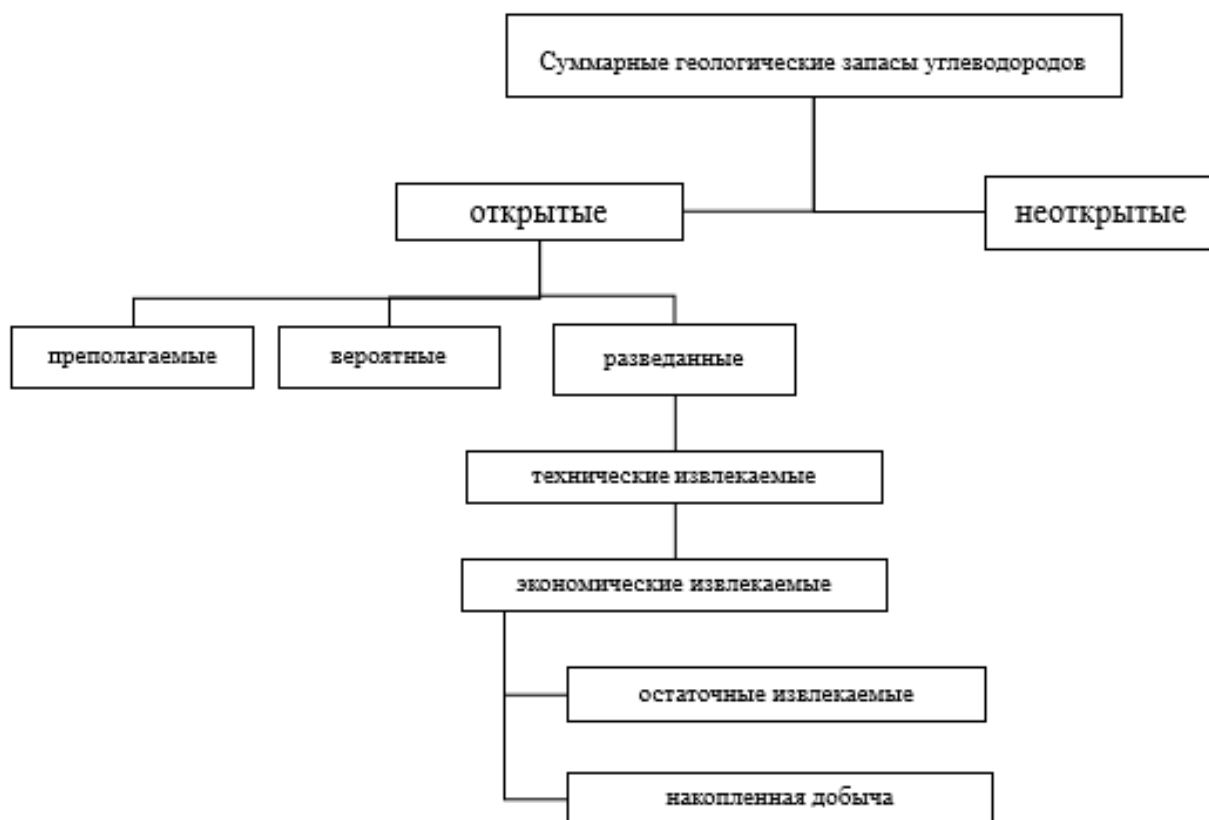 Суммарные геологические запасы углеводородов
открытые
неоткрытые
преполагаемые
вероятные
разведанные
технические извлекаемые
экономические извлекаемые
остаточные извлекаемые
накопленная добыча